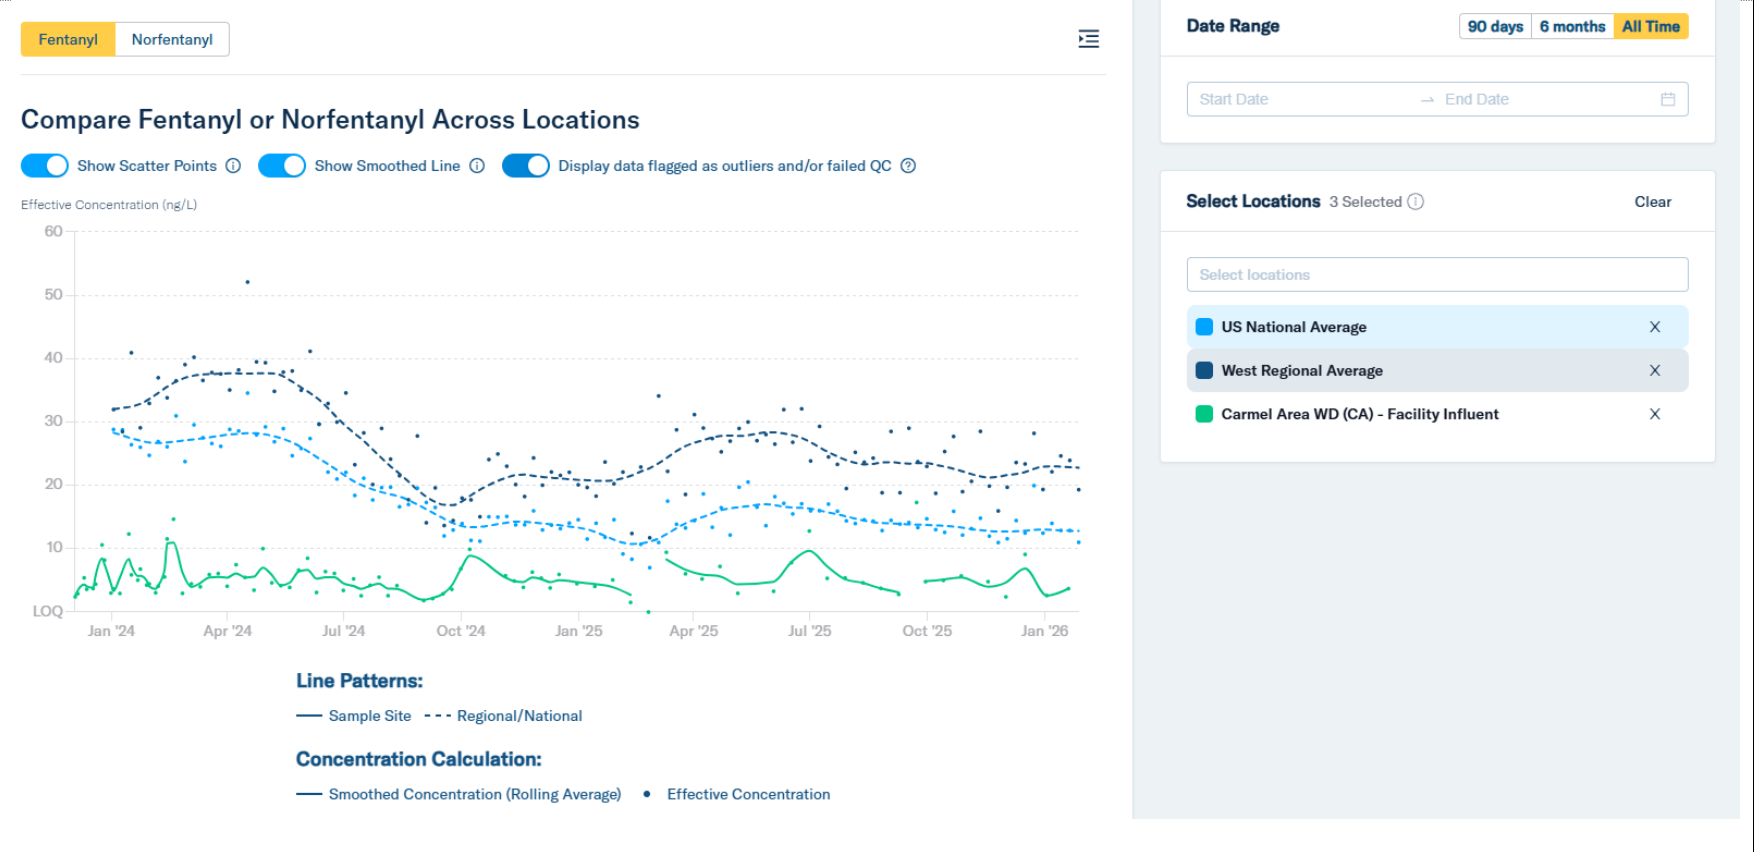 Fentanyl Norfentanyl
Compare Fentanyl or Norfentanyl Across Locations
Show Scatter Points Show Smoothed Line Display data flagged as outliers and/or failed QC
Effective Concentration (ng/L)
60
50
40
30
20
10
LOQ
Jan '24 Apr '24 Jul '24 Oct '24 Jan '25 Apr '25 Jul '25 Oct '25 Jan '26
Line Patterns:
Sample Site Regional/National
Concentration Calculation:
Smoothed Concentration (Rolling Average) Effective Concentration
Date Range 90 days 6 months All Time
Start Date → End Date
Select Locations 3 Selected Clear
Select locations
US National Average X
West Regional Average X
Carmel Area WD (CA) - Facility Influent X